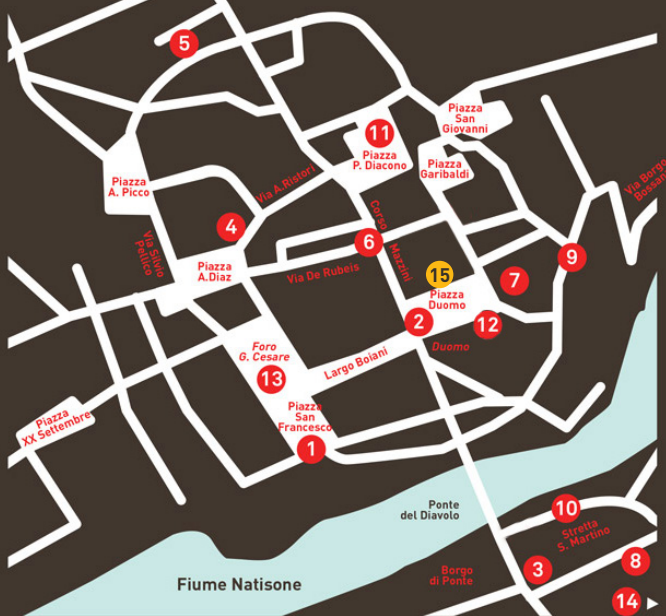 5
Piazza
San
Giovanni
11
Piazza
P. Diacono
Piazza
Garibaldi
Piazza
A. Picco
Via A.Ristori
Via Borgo
4
Corso
Mazzini
Via Silvio
Pellico
6
9
Piazza
A.Diaz
Via De Rubeis
15
7
Piazza
Duomo
2
12
Foro
G. Cesare
Duomo
Largo Boiani
13
Piazza
San
Francesco
Piazza
XX Settembre
1
Ponte
del Diavolo
10
Stretta
S. Martino
Fiume Natisone
Borgo
di Ponte
3
8
14